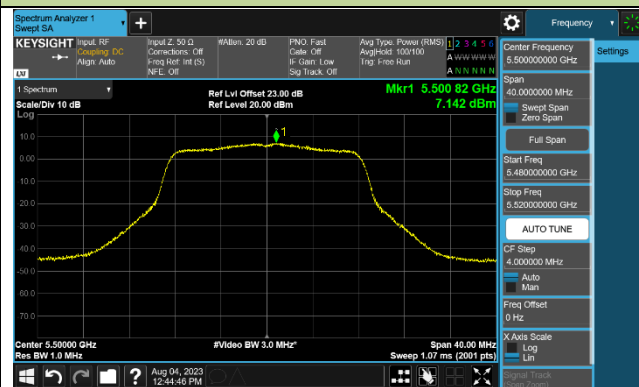 Spectrum Analyzer 1
Swept SA
Frequency
KEYSIGHT Input: RF
Coupling: DC
Align: Auto
Input Z: 50 Ω
Corrections: Off
Freq Ref: Int (S)
NFE: Off
#Atten: 20 dB
PNO: Fast
Gate: Off
IF Gain: Low
Sig Track: Off
Avg Type: Power (RMS)
Avg|Hold: 100/100
Trig: Free Run
1 2 3 4 5 6
A W W W W W
A N N N N N
LXI
1 Spectrum
Scale/Div 10 dB
Log
Ref Lvl Offset 23.00 dB
Ref Level 20.00 dBm
Mkr1 5.500 82 GHz
7.142 dBm
1
10.0
0.00
-10.0
-20.0
-30.0
-40.0
-50.0
-60.0
-70.0
Center 5.50000 GHz
Res BW 1.0 MHz
#Video BW 3.0 MHz*
Span 40.00 MHz
Sweep 1.07 ms (2001 pts)
Aug 04, 2023
12:44:46 PM
Center Frequency
5.500000000 GHz
Settings
Span
40.0000000 MHz
Swept Span
Zero Span
Full Span
Start Freq
5.480000000 GHz
Stop Freq
5.520000000 GHz
AUTO TUNE
CF Step
4.000000 MHz
Auto
Man
Freq Offset
0 Hz
X Axis Scale
Log
Lin
Signal Track
(Span Zoom)